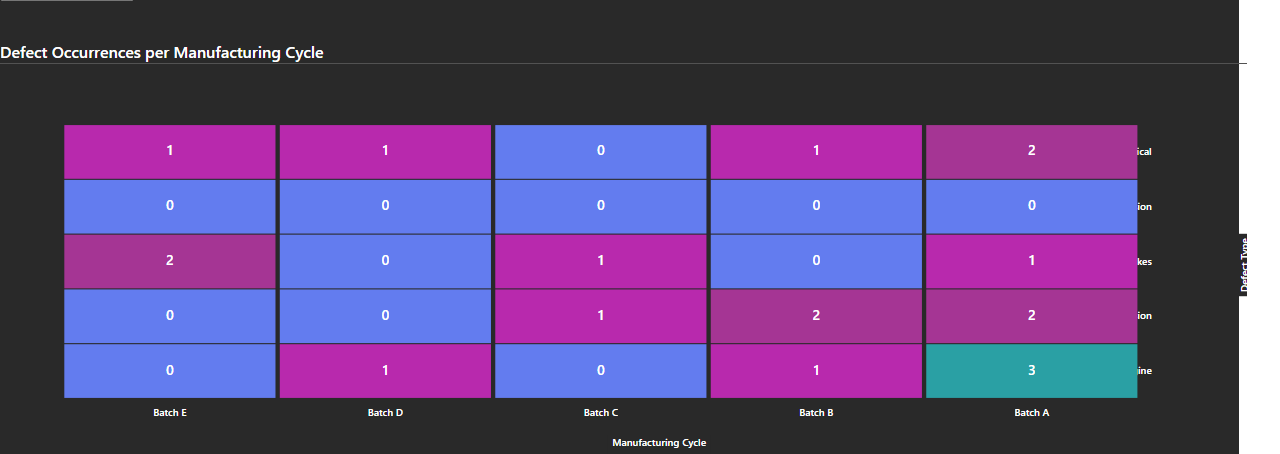 Defect Occurrences per Manufacturing Cycle
1 1 0 1 2 ical
0 0 0 0 0 ion
2 0 1 0 1 kes
0 0 1 2 2 ion
0 1 0 1 3 ine
Defect Type
Batch E Batch D Batch C Batch B Batch A
Manufacturing Cycle